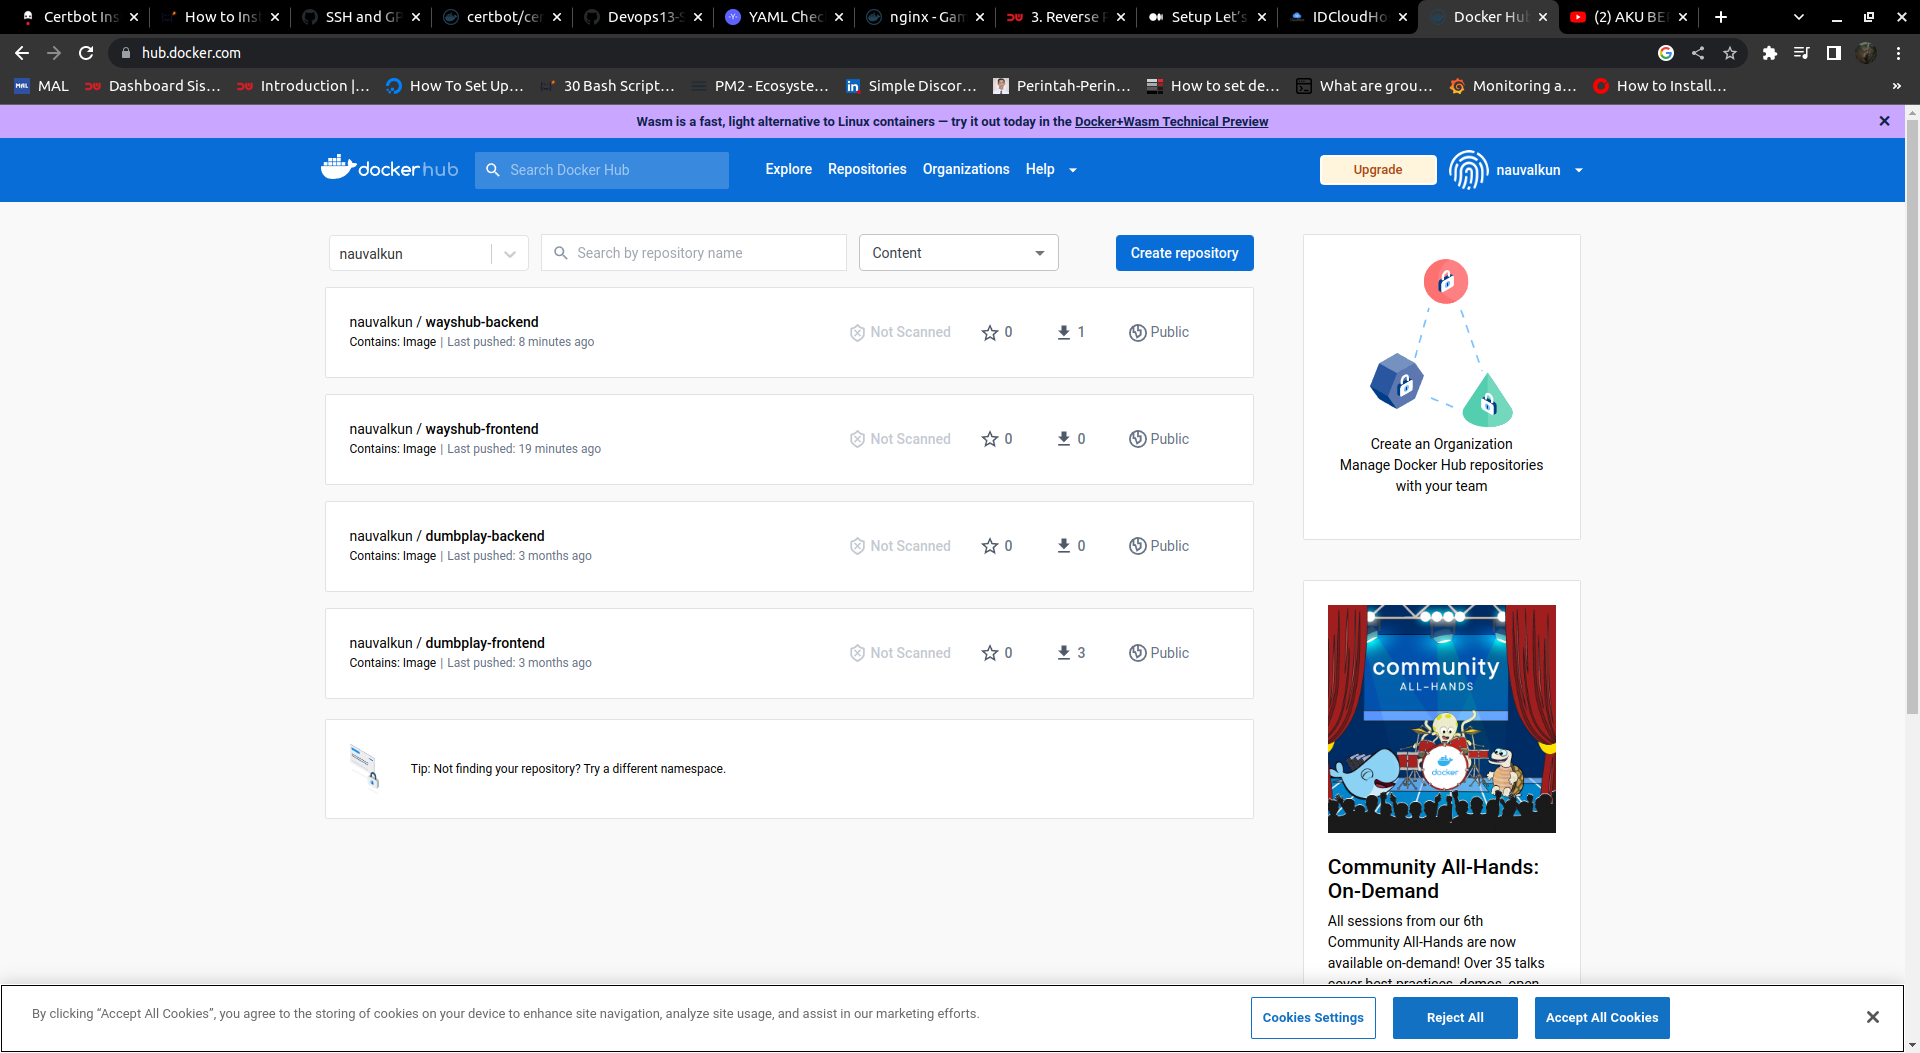 Certbot Ins
How to Ins
SSH and GP
certbot/cer
Devops13-S
YAML Chec
nginx - Gam
3. Reverse P
Setup Let's
IDCloudHo
Docker Hu
(2) AKU BE
hub.docker.com
MAL
Dashboard Sis...
Introduction |...
How To Set Up...
30 Bash Script...
PM2 - Ecosyste...
Simple Discor...
Perintah-Perin...
How to set de...
What are grou...
Monitoring a...
How to Install...
»
Wasm is a fast, light alternative to Linux containers — try it out today in the Docker+Wasm Technical Preview
docker hub
Search Docker Hub
Explore
Repositories
Organizations
Help
Upgrade
nauvalkun
nauvalkun
Search by repository name
Content
Create repository
nauvalkun / wayshub-backend
Contains: Image | Last pushed: 8 minutes ago
Not Scanned
0
1
Public
nauvalkun / wayshub-frontend
Contains: Image | Last pushed: 19 minutes ago
Not Scanned
0
0
Public
nauvalkun / dumbplay-backend
Contains: Image | Last pushed: 3 months ago
Not Scanned
0
0
Public
nauvalkun / dumbplay-frontend
Contains: Image | Last pushed: 3 months ago
Not Scanned
0
3
Public
Tip: Not finding your repository? Try a different namespace.
Create an Organization
Manage Docker Hub repositories
with your team
community
ALL-HANDS
docker
Community All-Hands:
On-Demand
All sessions from our 6th
Community All-Hands are now
available on-demand! Over 35 talks
cover best practices, demos, open
By clicking “Accept All Cookies”, you agree to the storing of cookies on your device to enhance site navigation, analyze site usage, and assist in our marketing efforts.
Cookies Settings
Reject All
Accept All Cookies